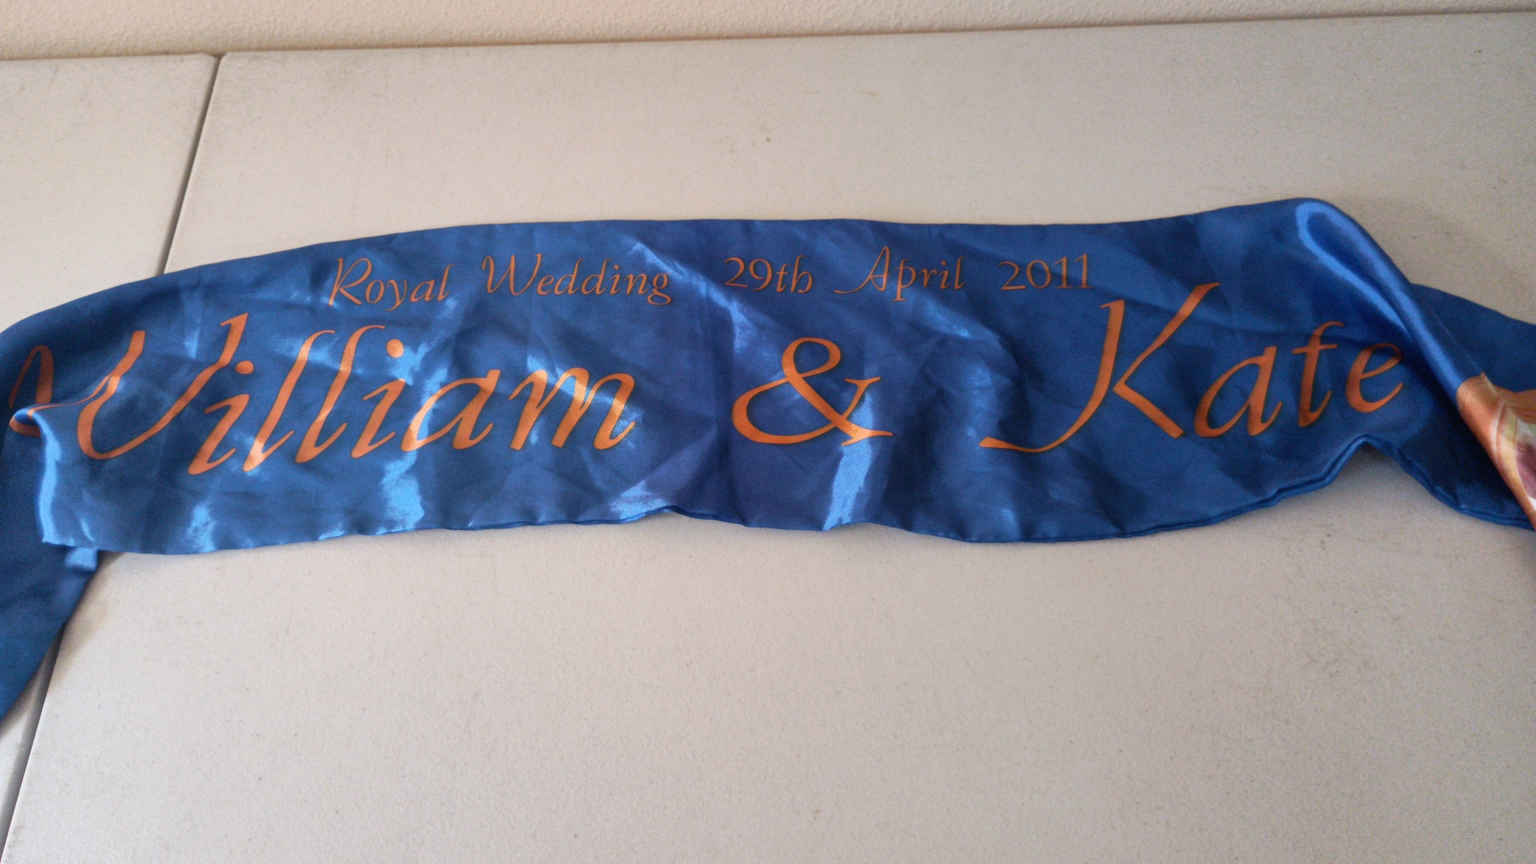 Royal Wedding 29th April 2011
William & Kate